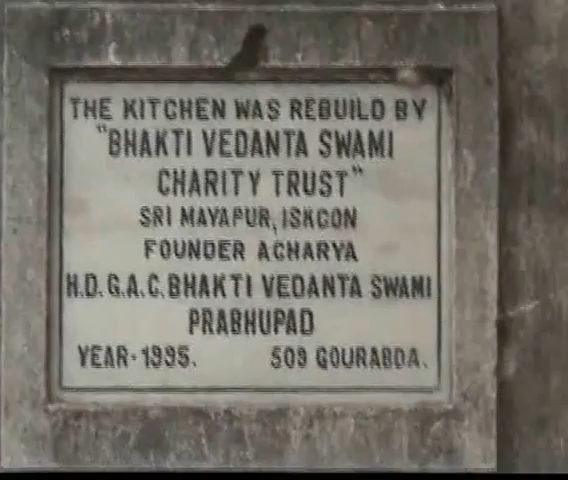 THE KITCHEN WAS REBUILD BY
"BHAKTI VEDANTA SWAMI
CHARITY TRUST"
SRI MAYAPUR, ISKCON
FOUNDER ACHARYA
H.D.G.A.C. BHAKTI VEDANTA SWAMI
PRABHUPAD
YEAR-1995. 509 GOURABDA.